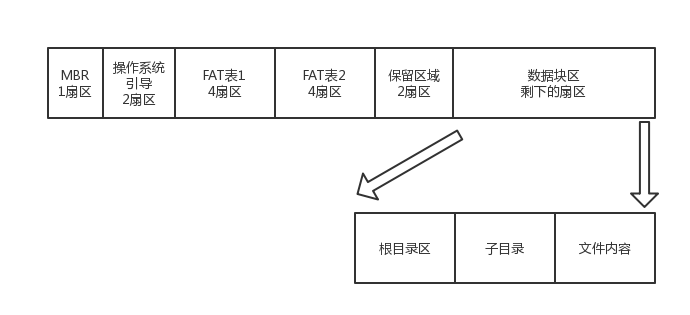 MBR
1扇区
操作系统
引导
2扇区
FAT表1
4扇区
FAT表2
4扇区
保留区域
2扇区
数据块区
剩下的扇区
根目录区
子目录
文件内容